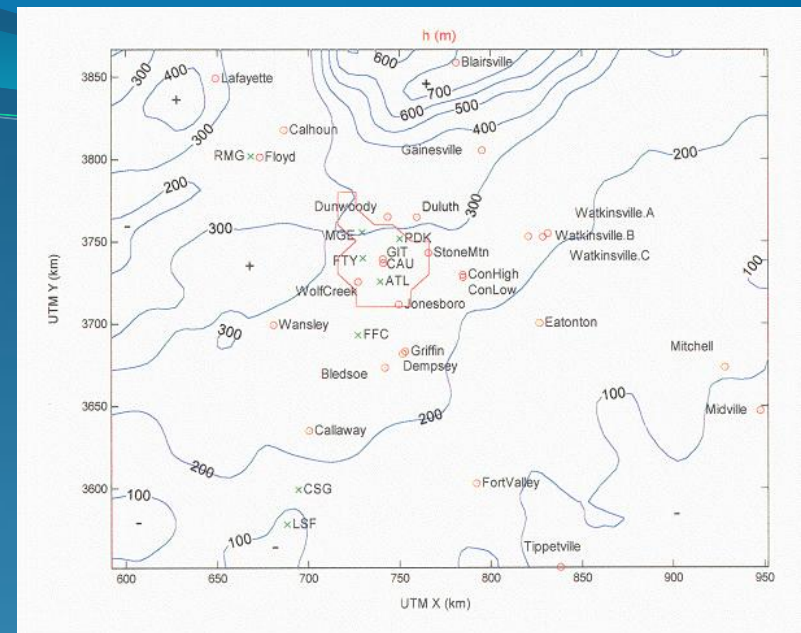 h (m)
600
Blairsville
300
400
Lafayette
3850
700
600
500
400
Calhoun
300
3800
RMG
Floyd
Gainesville
200
200
Dunwoody
Duluth
300
Watkinsville.A
MGE
PDK
Watkinsville.B
3750
300
GIT
StoneMtn
FTY
CAU
Watkinsville.C
100
ATL
ConHigh
WolfCreek
ConLow
Jonesboro
3700
300
Wansley
FFC
Eatonton
Griffin
Mitchell
Bledsoe
Dempsey
3650
100
Midville
200
Callaway
200
3600
100
CSG
FortValley
LSF
100
Tippetville
600
650
700
750
800
850
900
950
UTM X (km)
UTM Y (km)